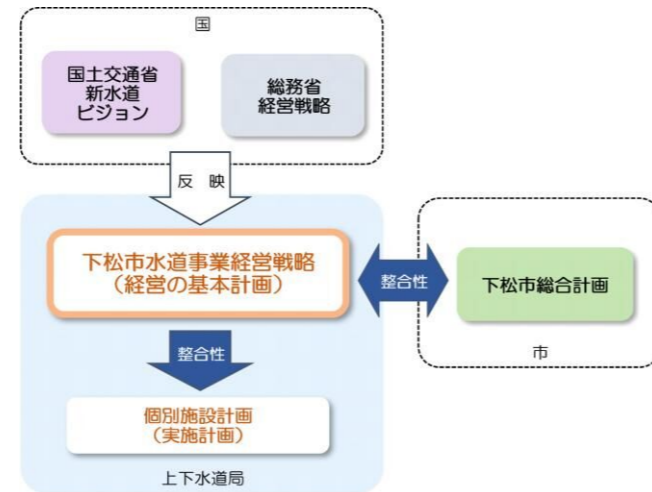 国
国土交通省
新水道
ビジョン
総務省
経営戦略
反 映
下松市水道事業経営戦略
（経営の基本計画）
整合性
下松市総合計画
整合性
市
個別施設計画
（実施計画）
上下水道局